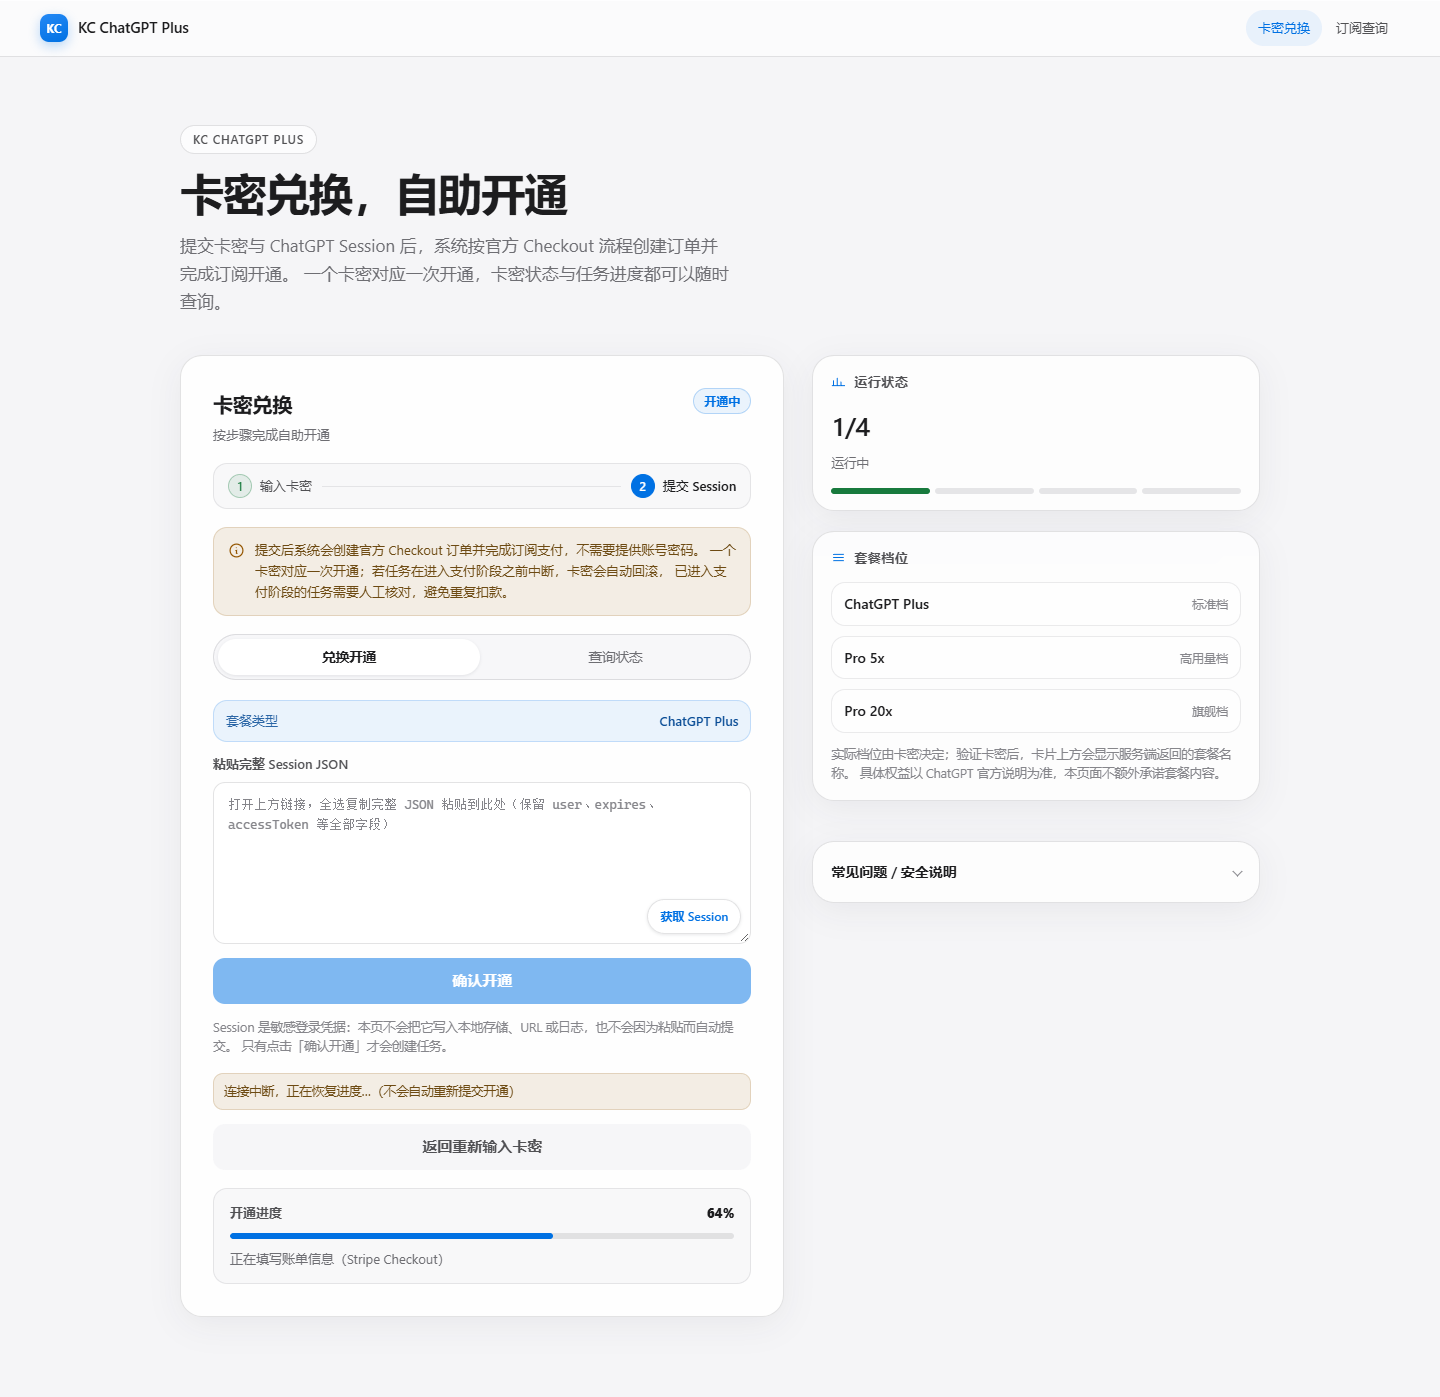 KC
KC ChatGPT Plus
卡密兑换
订阅查询
KC CHATGPT PLUS
卡密兑换，自助开通
提交卡密与 ChatGPT Session 后，系统按官方 Checkout 流程创建订单并
完成订阅开通。 一个卡密对应一次开通，卡密状态与任务进度都可以随时
查询。
卡密兑换
开通中
按步骤完成自助开通
1 输入卡密
2 提交 Session
提交后系统会创建官方 Checkout 订单并完成订阅支付，不需要提供账号密码。 一个
卡密对应一次开通；若任务在进入支付阶段之前中断，卡密会自动回滚， 已进入支
付阶段的任务需要人工核对，避免重复扣款。
兑换开通
查询状态
套餐类型
ChatGPT Plus
粘贴完整 Session JSON
打开上方链接，全选复制完整 JSON 粘贴到此处（保留 user、expires、
accessToken 等全部字段）
获取 Session
确认开通
Session 是敏感登录凭据：本页不会把它写入本地存储、URL 或日志，也不会因为粘贴而自动提
交。 只有点击「确认开通」才会创建任务。
连接中断，正在恢复进度...（不会自动重新提交开通）
返回重新输入卡密
开通进度
64%
正在填写账单信息（Stripe Checkout）
运行状态
1/4
运行中
套餐档位
ChatGPT Plus
标准档
Pro 5x
高用量档
Pro 20x
旗舰档
实际档位由卡密决定；验证卡密后，卡片上方会显示服务端返回的套餐名
称。 具体权益以 ChatGPT 官方说明为准，本页面不额外承诺套餐内容。
常见问题 / 安全说明